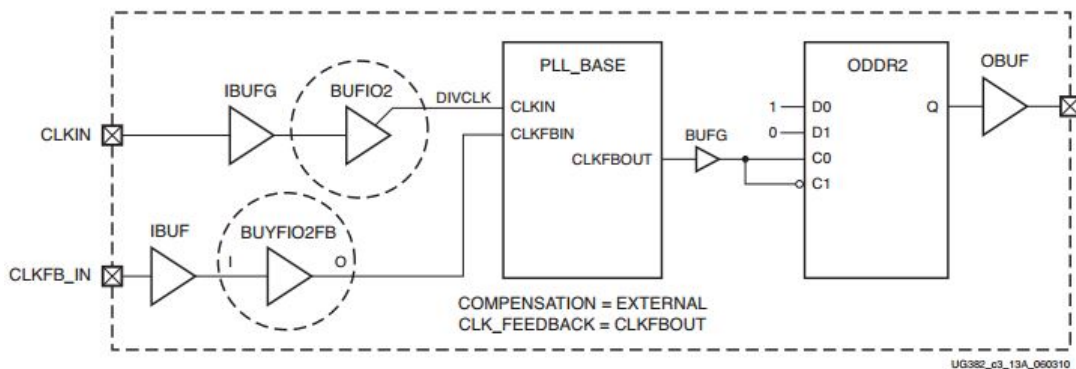 IBUFG
BUFIO2
DIVCLK
CLKIN
PLL_BASE
CLKIN
CLKFBIN
CLKFBOUT
BUFG
ODDR2
1
D0
0
D1
C0
C1
Q
OBUF
IBUF
BUYFIO2FB
CLKFB_IN
I
O
COMPENSATION = EXTERNAL
CLK_FEEDBACK = CLKFBOUT
UG382_c3_13A_060310